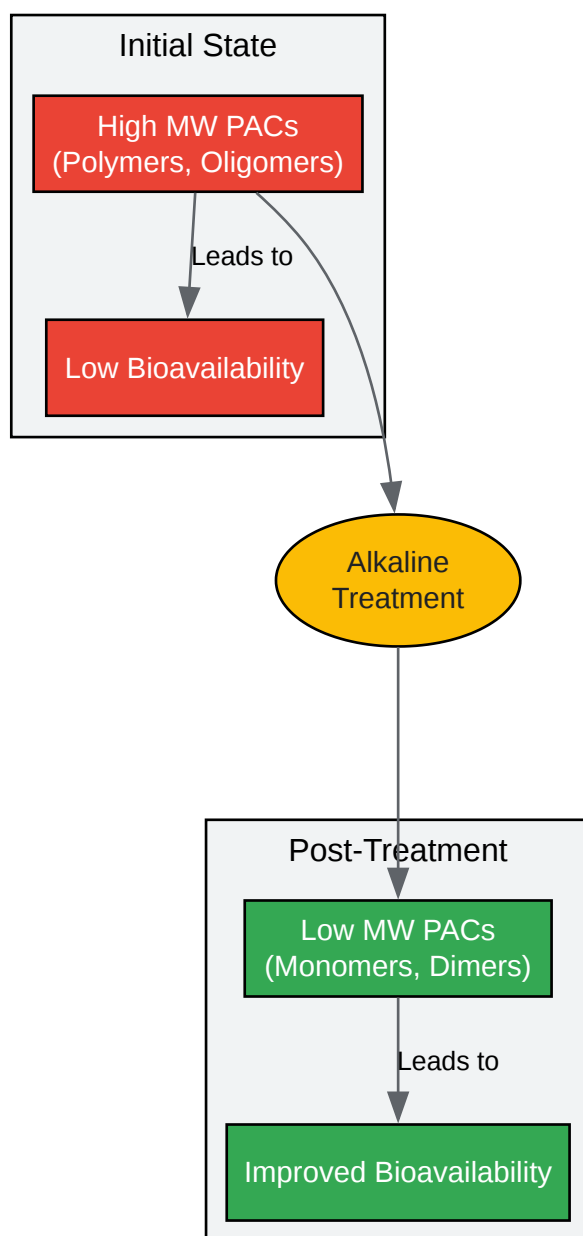 Initial State
High MW PACs
(Polymers, Oligomers)
Leads to
Low Bioavailability
Alkaline
Treatment
Post-Treatment
Low MW PACs
(Monomers, Dimers)
Leads to
Improved Bioavailability